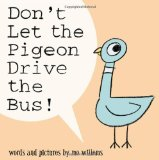 Don't
Let the
Pigeon
Drive
the
Bus!
words and pictures by mo willems